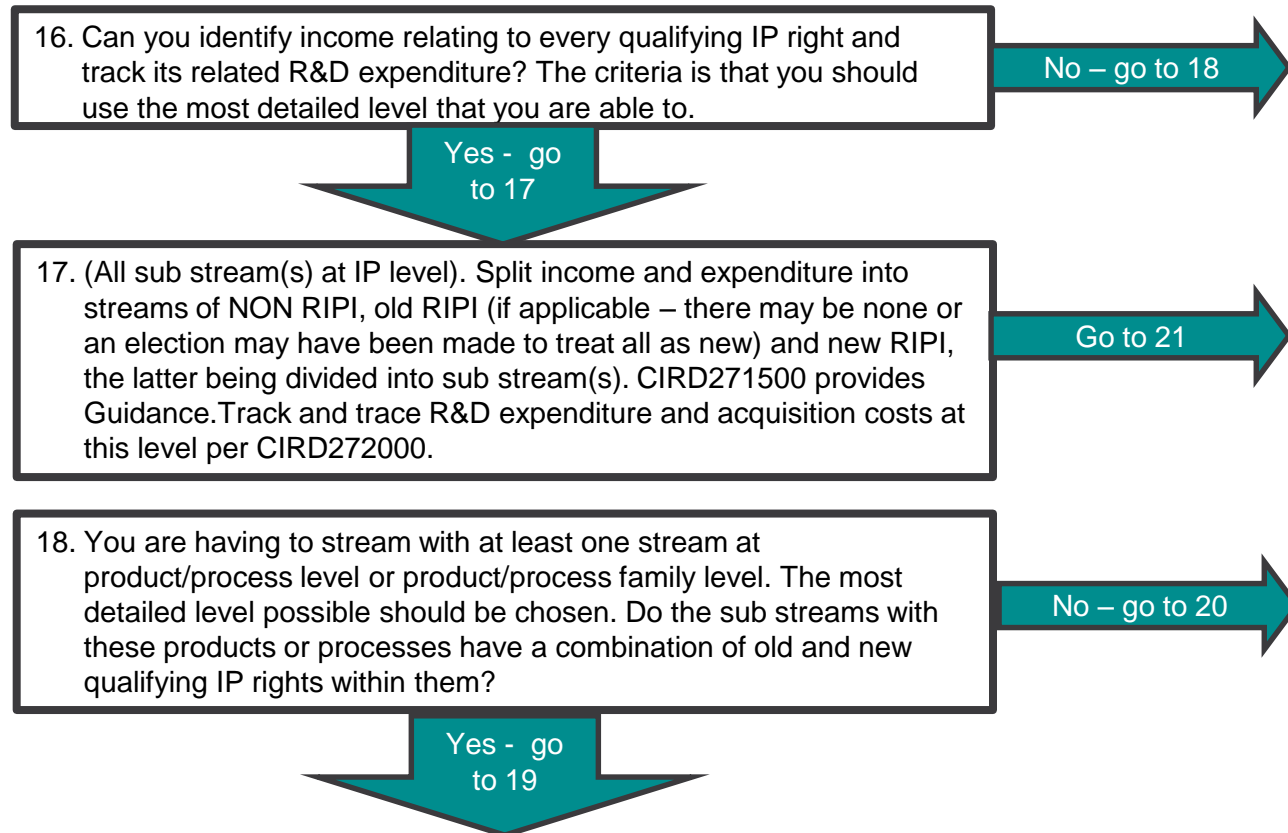 16. Can you identify income relating to every qualifying IP right and
track its related R&D expenditure? The criteria is that you should
use the most detailed level that you are able to.
No – go to 18
Yes - go
to 17
17. (All sub stream(s) at IP level). Split income and expenditure into
streams of NON RIPI, old RIPI (if applicable – there may be none or
an election may have been made to treat all as new) and new RIPI,
the latter being divided into sub stream(s). CIRD271500 provides
Guidance.Track and trace R&D expenditure and acquisition costs at
this level per CIRD272000.
Go to 21
18. You are having to stream with at least one stream at
product/process level or product/process family level. The most
detailed level possible should be chosen. Do the sub streams with
these products or processes have a combination of old and new
qualifying IP rights within them?
No – go to 20
Yes - go
to 19